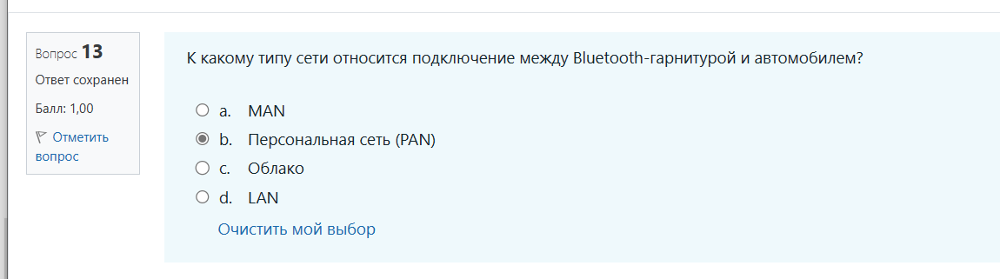 Вопрос 13
Ответ сохранен
Балл: 1,00
Отметить
вопрос
К какому типу сети относится подключение между Bluetooth-гарнитурой и автомобилем?
a. MAN
b. Персональная сеть (PAN)
c. Облако
d. LAN
Очистить мой выбор